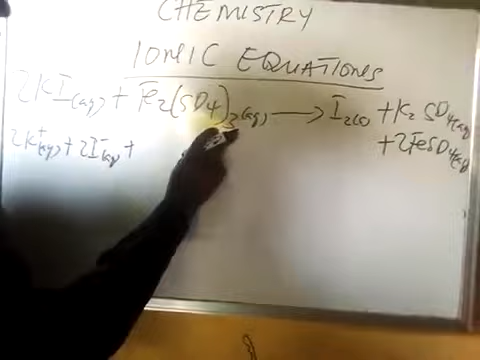 CHEMISTRY
IONIC EQUATIONS
2KI(aq) + Fe2(SO4)3(aq) → I2(s) + K2SO4(aq)
+ 2FeSO4(aq)
2K+(aq) + 2I-(aq) +